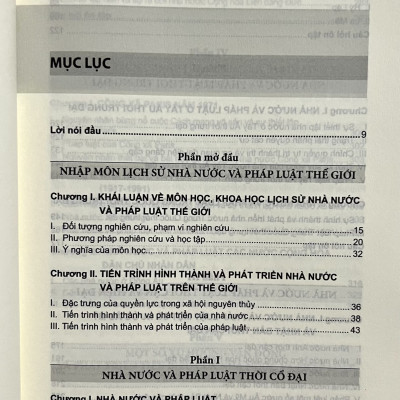 MỤC LỤC
Lời nói đầu 9
Phần mở đầu
NHẬP MÔN LỊCH SỬ NHÀ NƯỚC VÀ PHÁP LUẬT THẾ GIỚI
Chương I. KHÁI LUẬN VỀ MÔN HỌC, KHOA HỌC LỊCH SỬ NHÀ NƯỚC
VÀ PHÁP LUẬT THẾ GIỚI
I. Đối tượng nghiên cứu, phạm vi nghiên cứu 15
II. Phương pháp nghiên cứu và học tập 20
III. Ý nghĩa của môn học 32
Chương II. TIẾN TRÌNH HÌNH THÀNH VÀ PHÁT TRIỂN NHÀ NƯỚC
VÀ PHÁP LUẬT TRÊN THẾ GIỚI
I. Đặc trưng của quyền lực trong xã hội nguyên thủy 36
II. Tiến trình hình thành và phát triển của nhà nước 38
III. Tiến trình hình thành và phát triển của pháp luật 43
Phần I
NHÀ NƯỚC VÀ PHÁP LUẬT THỜI CỔ ĐẠI
Chương I. NHÀ NƯỚC VÀ PHÁP LUẬT